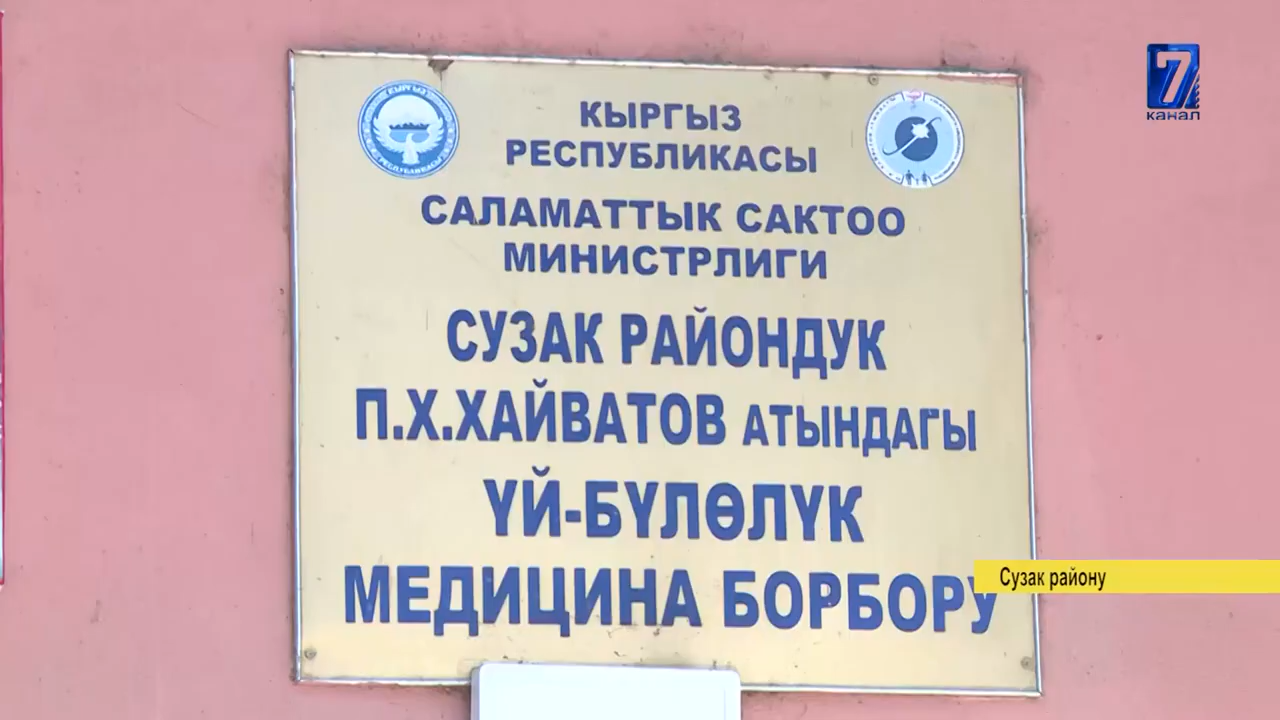 7
КАНАЛ
КЫРГЫЗ
РЕСПУБЛИКАСЫ
САЛАМАТТЫК САКТОО
МИНИСТРЛИГИ
СУЗАК РАЙОНДУК
П.Х.ХАЙВАТОВ АТЫНДАГЫ
ҮЙ-БҮЛӨЛҮК
МЕДИЦИНА БОРБОРУ
Сузак району